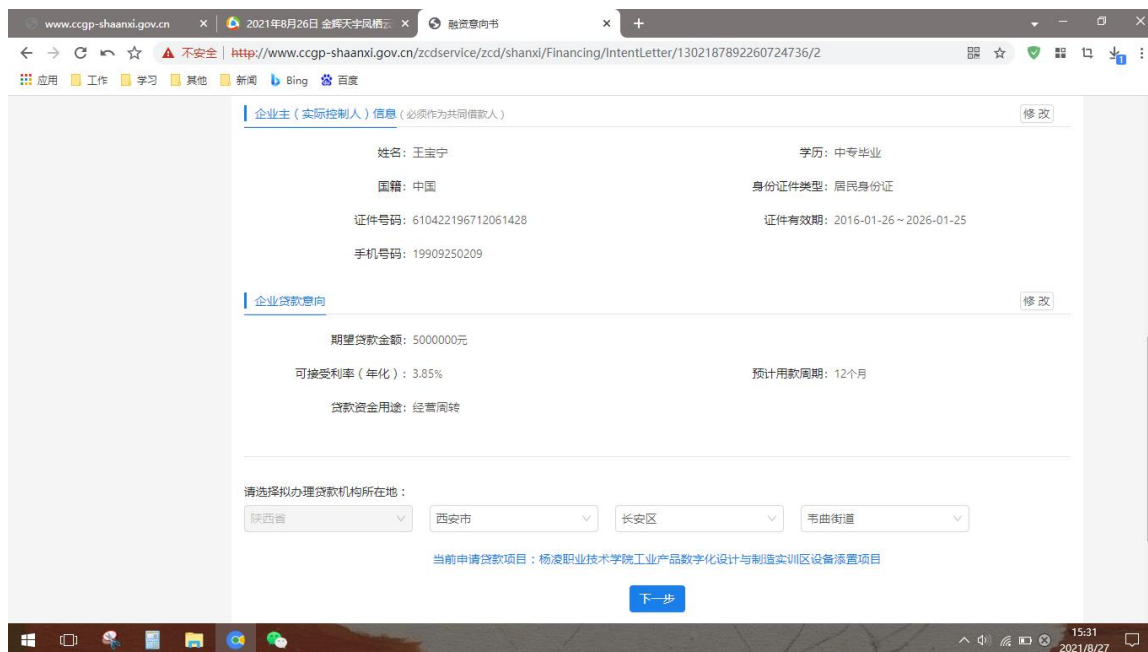 www.ccgp-shaanxi.gov.cn
2021年8月26日 金辉天宇凤栖云
融资意向书
不安全 http://www.ccgp-shaanxi.gov.cn/zcdservice/zcd/shanxi/Financing/IntentLetter/1302187892260724736/2
应用 工作 学习 其他 新闻 Bing 百度
企业主（实际控制人）信息（必须作为共同借款人） 修改
姓名：王宝宁 学历：中专毕业
国籍：中国 身份证件类型：居民身份证
证件号码：610422196712061428 证件有效期：2016-01-26～2026-01-25
手机号码：19909250209
企业贷款意向 修改
期望贷款金额：5000000元
可接受利率（年化）：3.85% 预计用款周期：12个月
贷款资金用途：经营周转
请选择拟办理贷款机构所在地：
陕西省 西安市 长安区 韦曲街道
当前申请贷款项目：杨凌职业技术学院工业产品数字化设计与制造实训区设备添置项目
下一步
15:31
2021/8/27